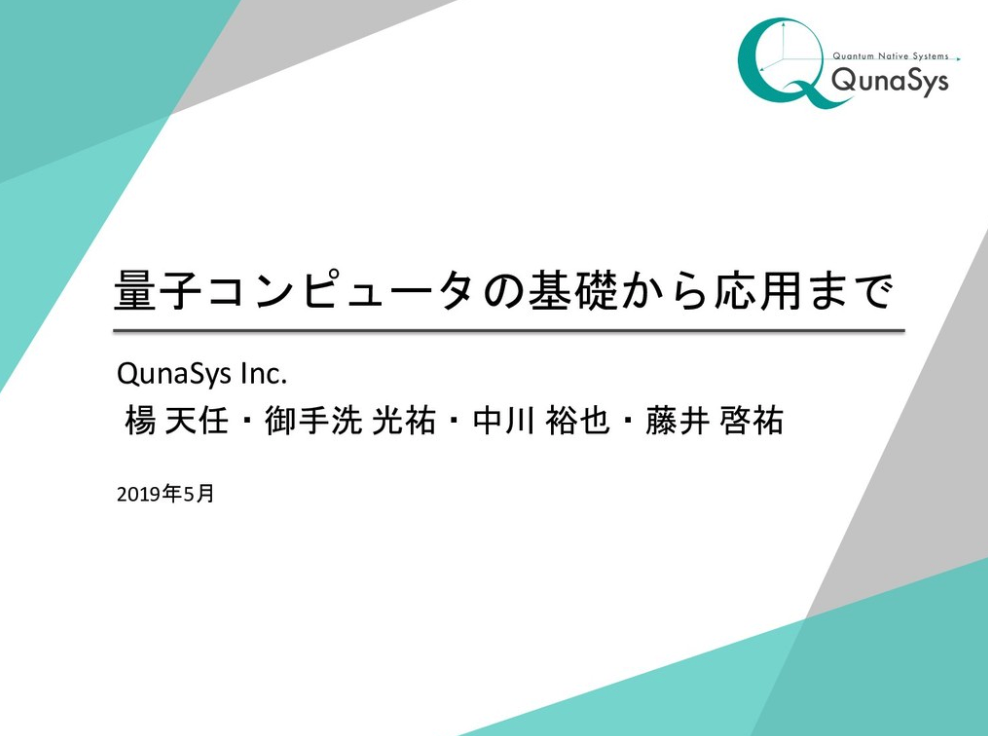 Quantum Native Systems
QunaSys
量子コンピュータの基礎から応用まで
QunaSys Inc.
楊 天任・御手洗 光祐・中川 裕也・藤井 啓祐
2019年5月